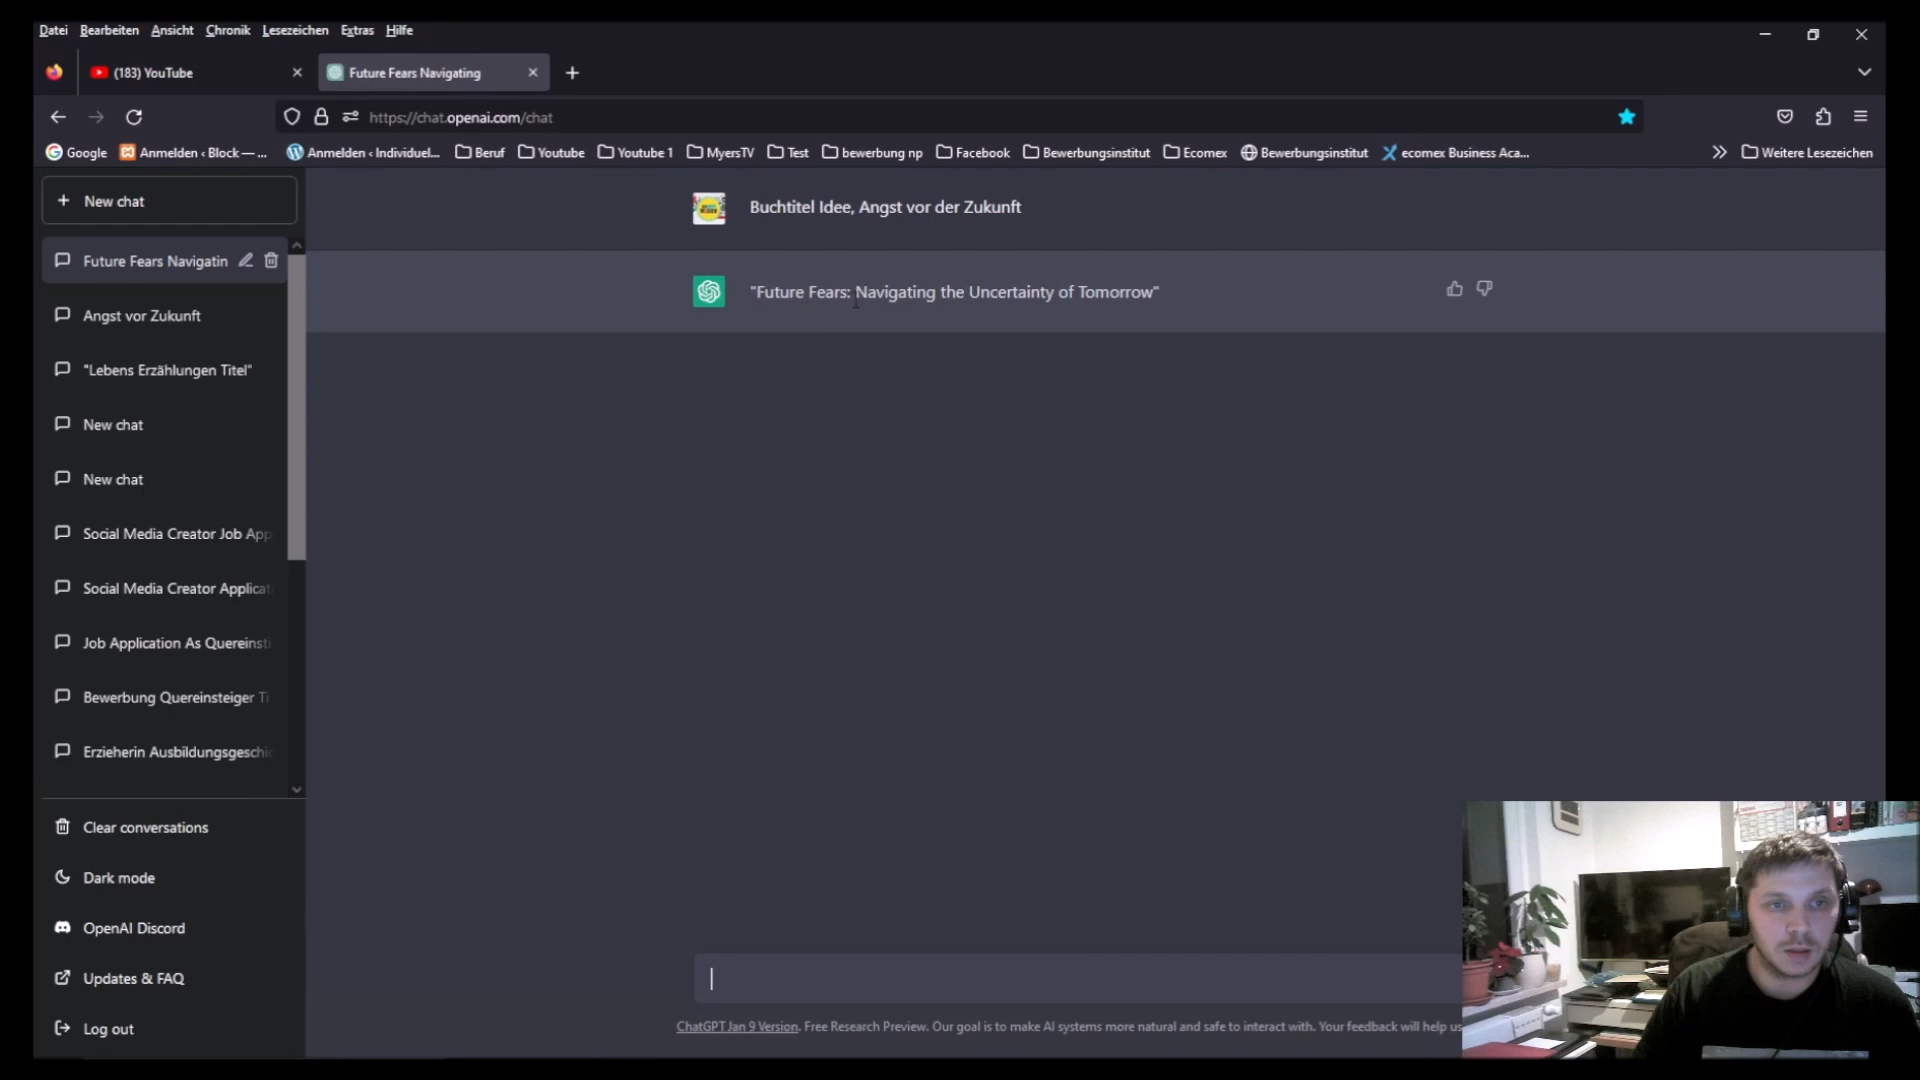 Datei Bearbeiten Ansicht Chronik Lesezeichen Extras Hilfe
(183) YouTube
Future Fears Navigating
https://chat.openai.com/chat
Google Anmelden ‹ Block — ... Anmelden ‹ Individuel... Beruf Youtube Youtube 1 MyersTV Test bewerbung np Facebook Bewerbungsinstitut Ecomex Bewerbungsinstitut ecomex Business Aca... Weitere Lesezeichen
New chat
Future Fears Navigatin
Angst vor Zukunft
"Lebens Erzählungen Titel"
New chat
New chat
Social Media Creator Job App
Social Media Creator Applicat
Job Application As Quereinsti
Bewerbung Quereinsteiger Ti
Erzieherin Ausbildungsgeschic
Clear conversations
Dark mode
OpenAI Discord
Updates & FAQ
Log out
Buchtitel Idee, Angst vor der Zukunft
"Future Fears: Navigating the Uncertainty of Tomorrow"
ChatGPT Jan 9 Version. Free Research Preview. Our goal is to make AI systems more natural and safe to interact with. Your feedback will help us